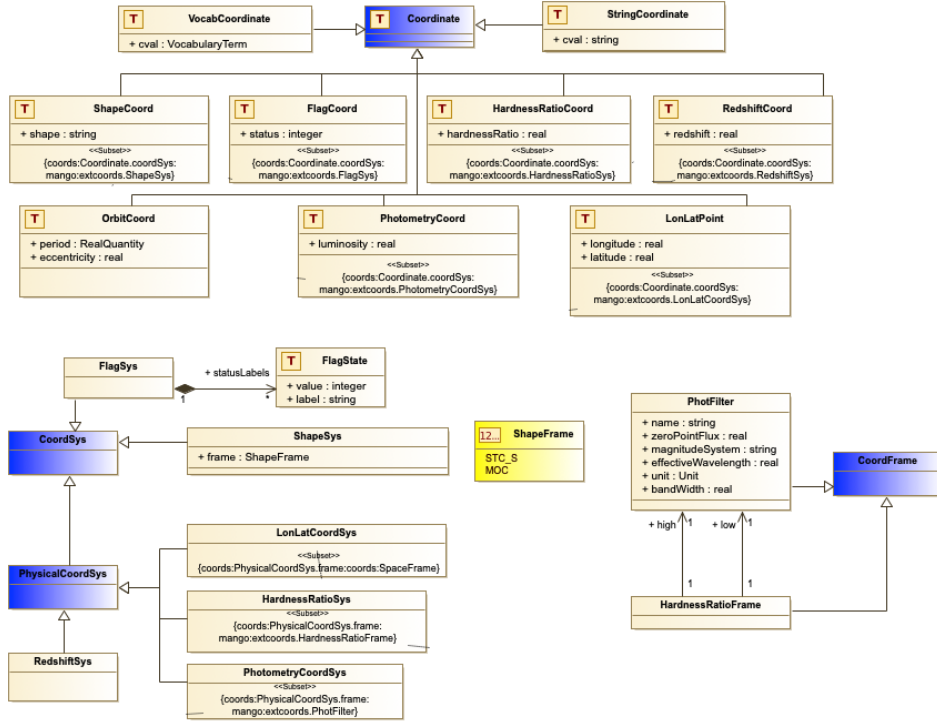 T VocabCoordinate
+ cval : VocabularyTerm
T Coordinate
T StringCoordinate
+ cval : string
T ShapeCoord
+ shape : string
<<Subset>>
{coords:Coordinate.coordSys:
mango:extcoords.ShapeSys}
T FlagCoord
+ status : integer
<<Subset>>
{coords:Coordinate.coordSys:
mango:extcoords.FlagSys}
T HardnessRatioCoord
+ hardnessRatio : real
<<Subset>>
{coords:Coordinate.coordSys:
mango:extcoords.HardnessRatioSys}
T RedshiftCoord
+ redshift : real
<<Subset>>
{coords:Coordinate.coordSys:
mango:extcoords.RedshiftSys}
T OrbitCoord
+ period : RealQuantity
+ eccentricity : real
T PhotometryCoord
+ luminosity : real
<<Subset>>
{coords:Coordinate.coordSys:
mango:extcoords.PhotometryCoordSys}
T LonLatPoint
+ longitude : real
+ latitude : real
<<Subset>>
{coords:Coordinate.coordSys:
mango:extcoords.LonLatCoordSys}
FlagSys
+ statusLabels
1
*
T FlagState
+ value : integer
+ label : string
CoordSys
ShapeSys
+ frame : ShapeFrame
12... ShapeFrame
STC_S
MOC
PhotFilter
+ name : string
+ zeroPointFlux : real
+ magnitudeSystem : string
+ effectiveWavelength : real
+ unit : Unit
+ bandWidth : real
CoordFrame
+ high
1
+ low
1
1
1
HardnessRatioFrame
PhysicalCoordSys
LonLatCoordSys
<<Subset>>
{coords:PhysicalCoordSys.frame:coords:SpaceFrame}
HardnessRatioSys
<<Subset>>
{coords:PhysicalCoordSys.frame:
mango:extcoords.HardnessRatioFrame}
RedshiftSys
PhotometryCoordSys
<<Subset>>
{coords:PhysicalCoordSys.frame:
mango:extcoords.PhotFilter}